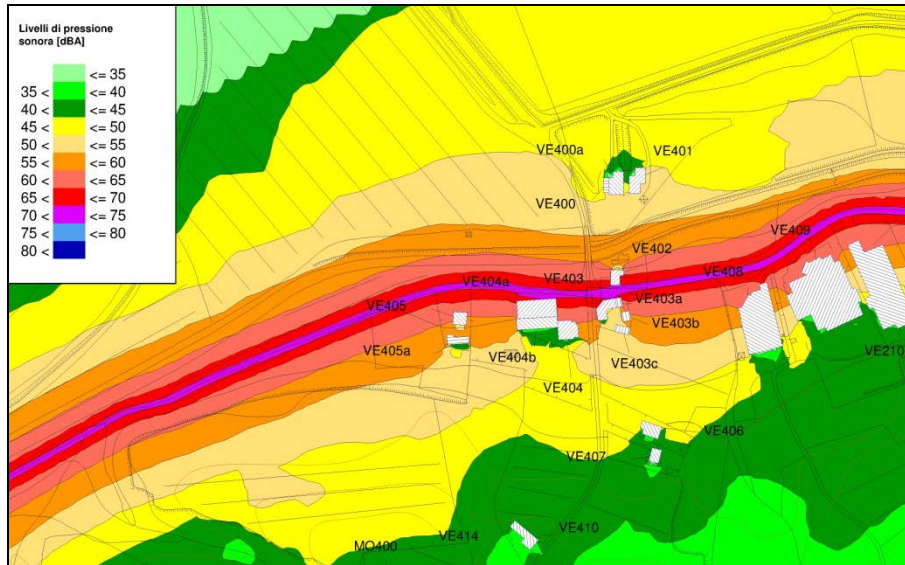 Livelli di pressione
sonora [dBA]
<= 35
35 < <= 40
40 < <= 45
45 < <= 50
50 < <= 55
55 < <= 60
60 < <= 65
65 < <= 70
70 < <= 75
75 < <= 80
80 <
VE400a
VE401
VE400
VE409
VE402
VE404a
VE403
VE408
VE405
VE403a
VE403b
VE405a
VE404b
VE403c
VE210
VE404
VE406
VE407
VE410
VE414
MO400